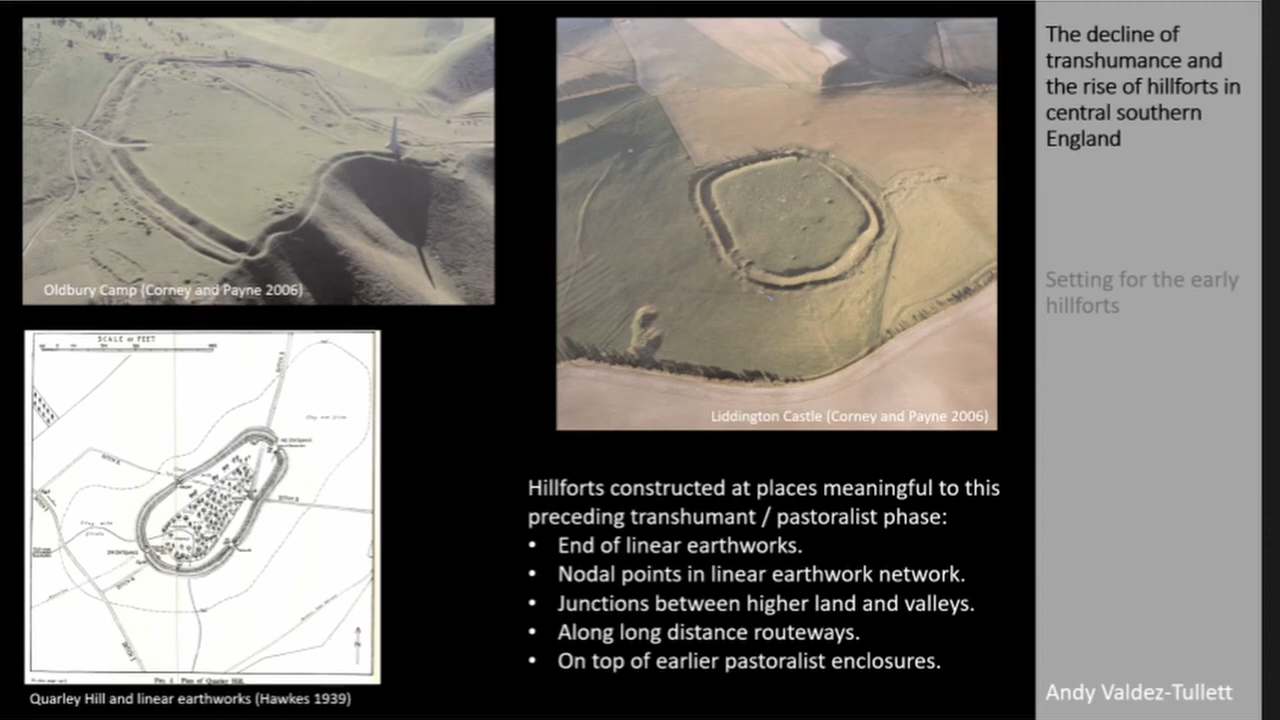 Oldbury Camp (Corney and Payne 2006)
Liddington Castle (Corney and Payne 2006)
SCALE OF FEET
Quarley Hill and linear earthworks (Hawkes 1939)
Hillforts constructed at places meaningful to this
preceding transhumant / pastoralist phase:
• End of linear earthworks.
• Nodal points in linear earthwork network.
• Junctions between higher land and valleys.
• Along long distance routeways.
• On top of earlier pastoralist enclosures.
The decline of
transhumance and
the rise of hillforts in
central southern
England
Setting for the early
hillforts
Andy Valdez-Tullett